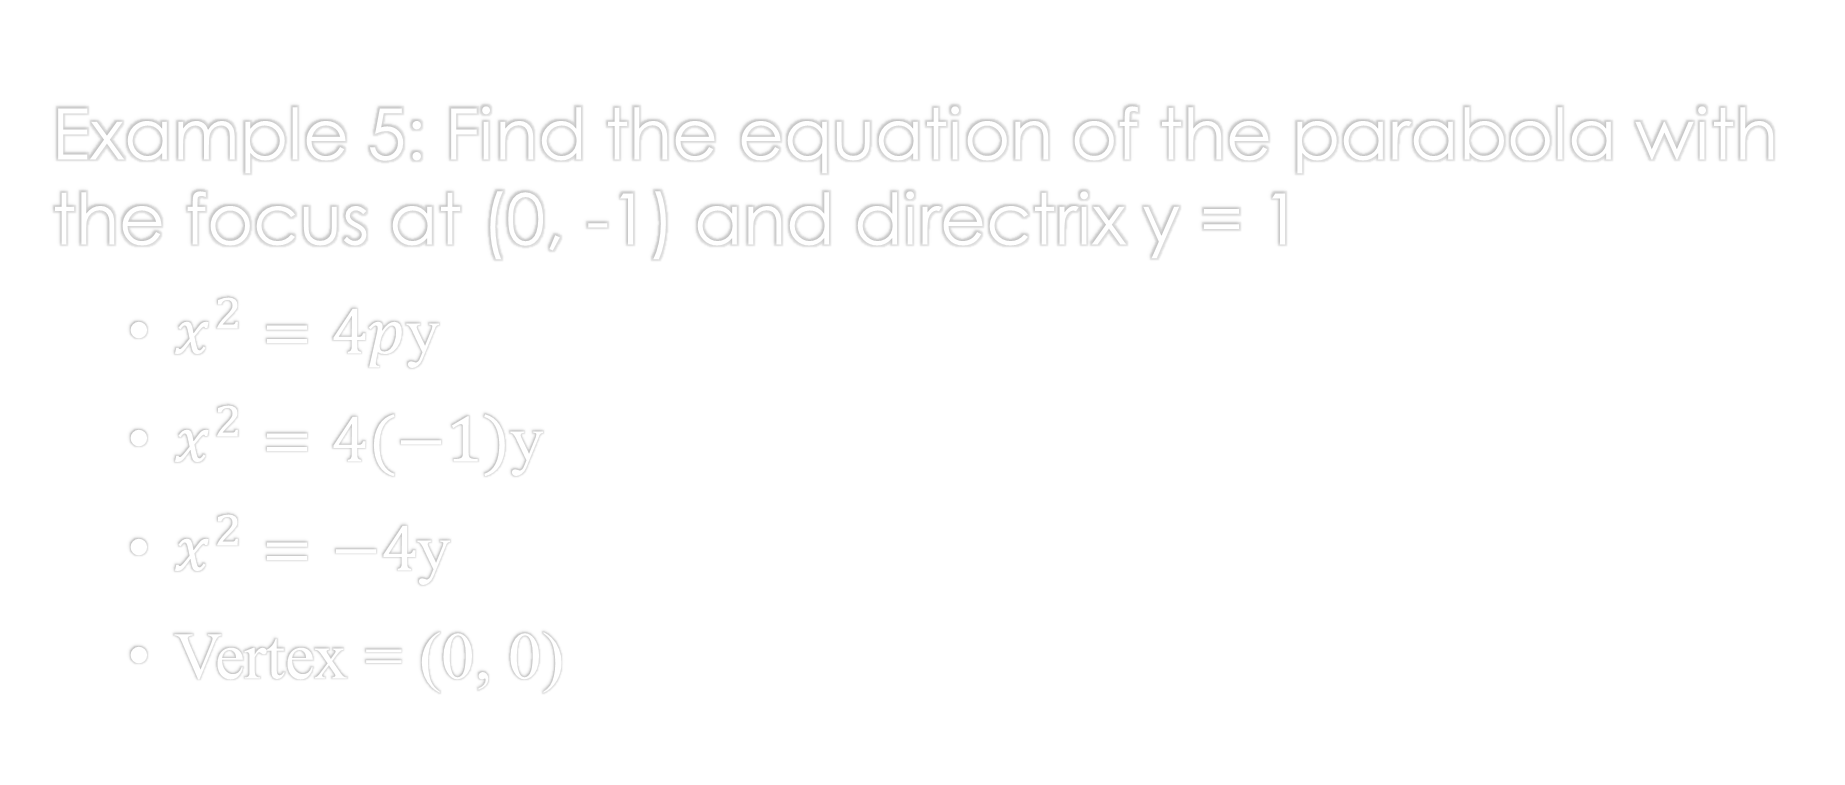 Example 5: Find the equation of the parabola with
the focus at (0, -1) and directrix y = 1
• x² = 4py
• x² = 4(−1)y
• x² = −4y
• Vertex = (0, 0)